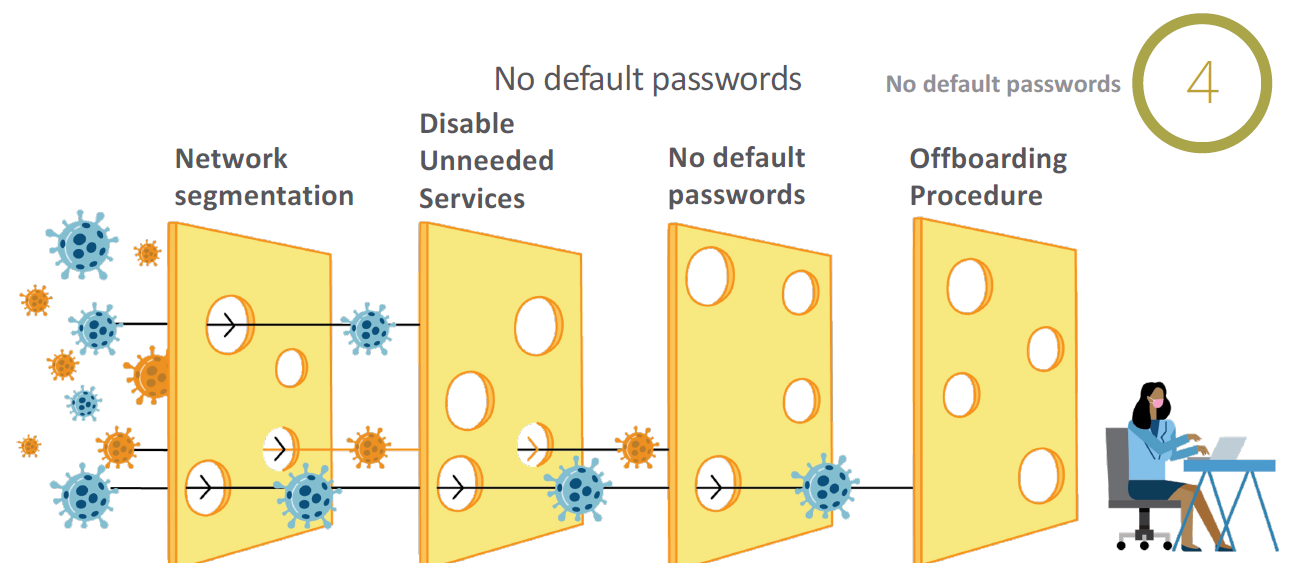 No default passwords
No default passwords
4
Disable
Unneeded
Services
Network
segmentation
No default
passwords
Offboarding
Procedure